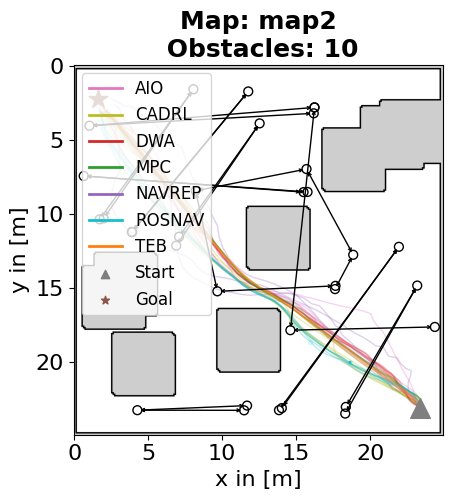 Map: map2
Obstacles: 10
0
5
10
15
20
y in [m]
AIO
CADRL
DWA
MPC
NAVREP
ROSNAV
TEB
Start
Goal
0 5 10 15 20
x in [m]